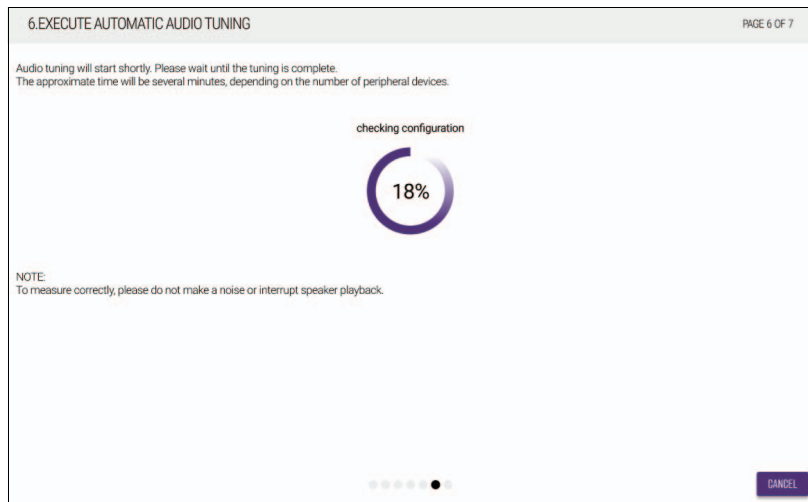 6.EXECUTE AUTOMATIC AUDIO TUNING
PAGE 6 OF 7
Audio tuning will start shortly. Please wait until the tuning is complete.
The approximate time will be several minutes, depending on the number of peripheral devices.
checking configuration
18%
NOTE:
To measure correctly, please do not make a noise or interrupt speaker playback.
CANCEL